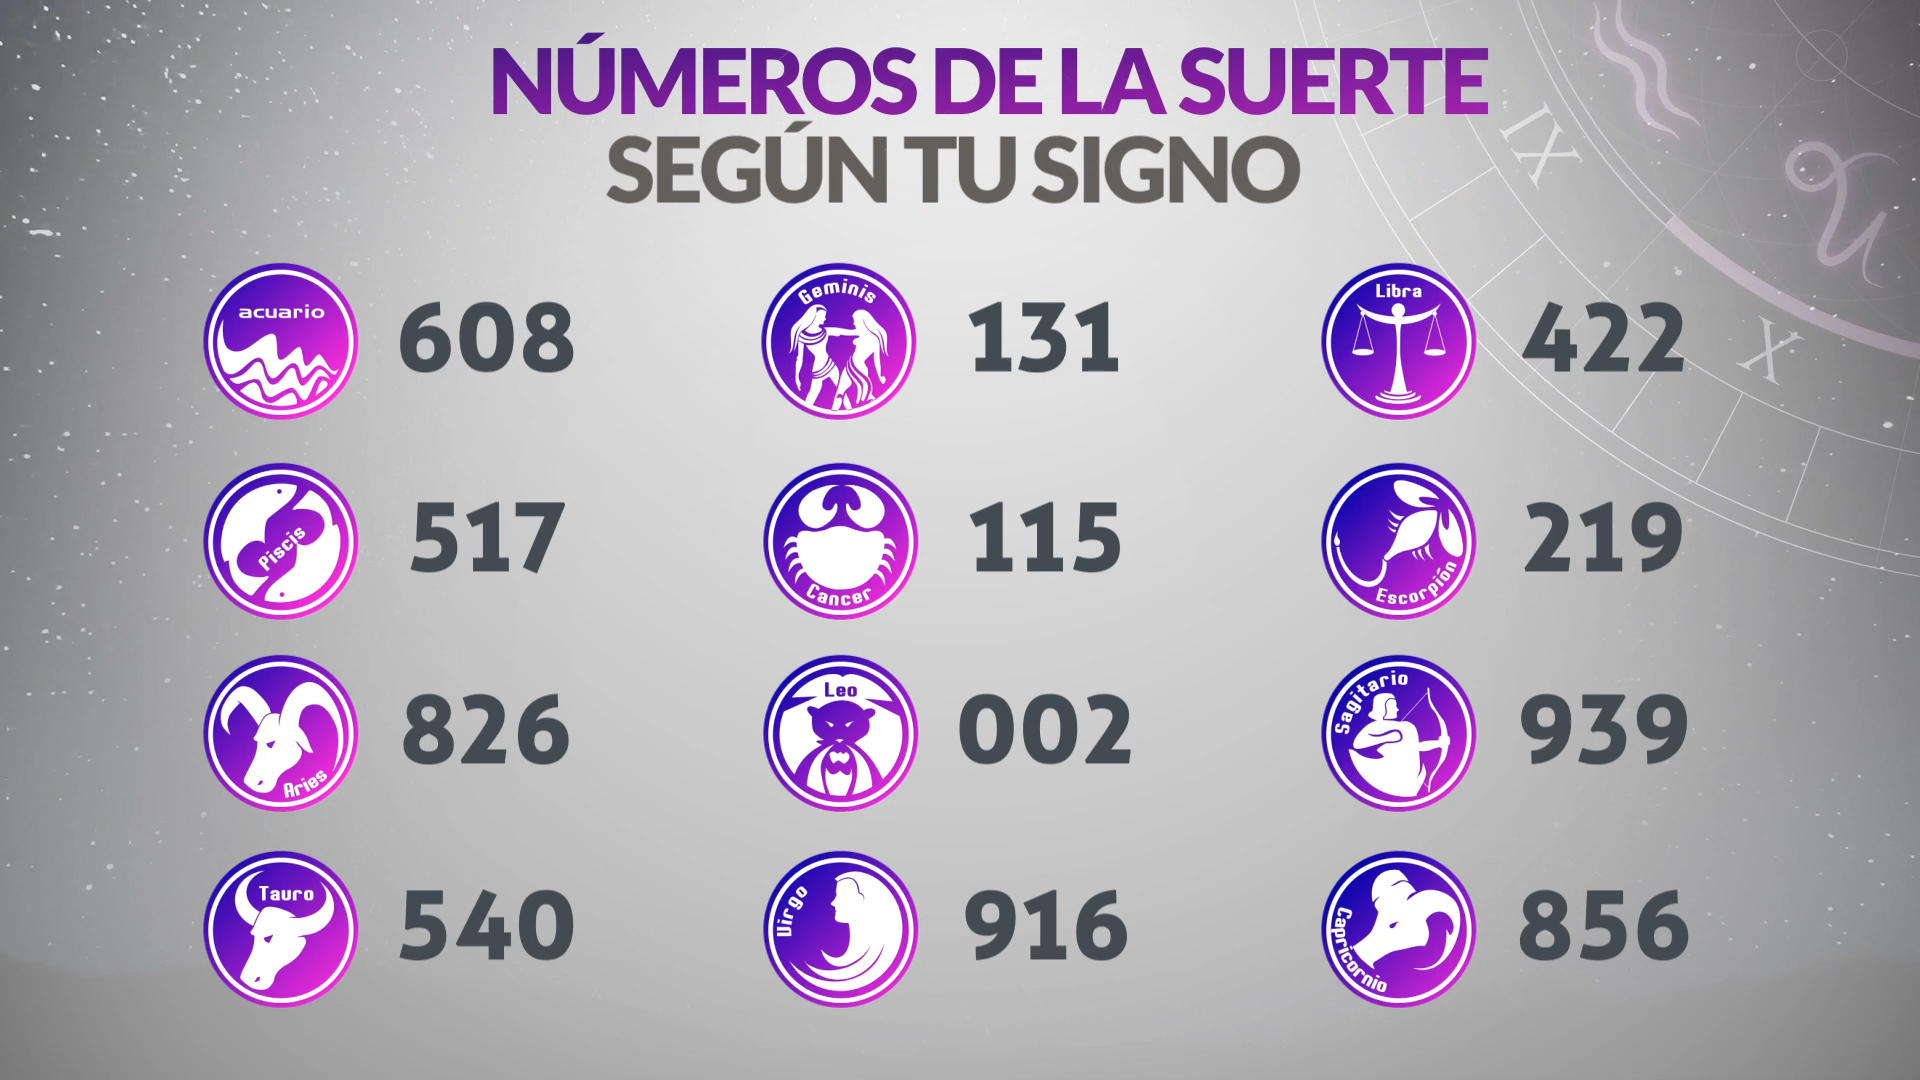 NÚMEROS DE LA SUERTE
SEGÚN TU SIGNO
IX
X
acuario 608
Geminis 131
Libra 422
Piscis 517
Cancer 115
Escorpión 219
Aries 826
Leo 002
Sagitario 939
Tauro 540
Virgo 916
Capricornio 856